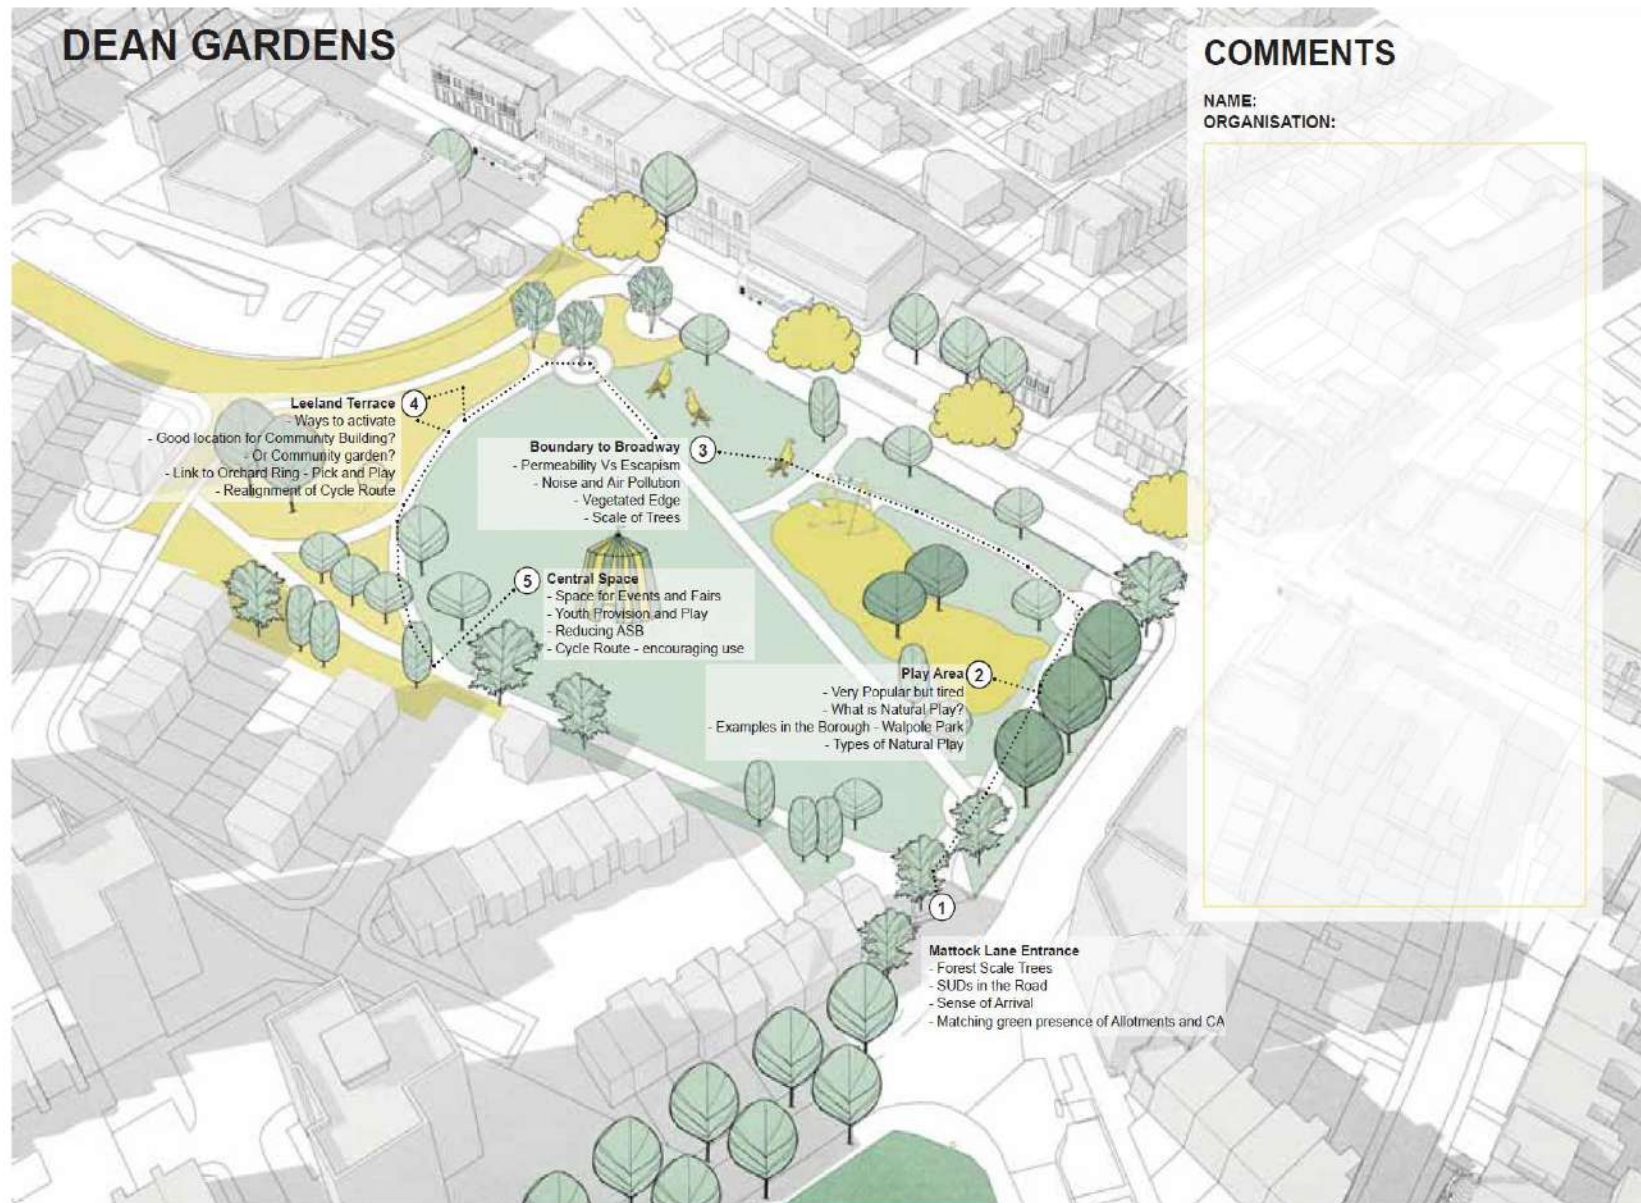 DEAN GARDENS
COMMENTS
NAME:
ORGANISATION:
Leeland Terrace
- Ways to activate
- Good location for Community Building?
- Or Community garden?
- Link to Orchard Ring - Pick and Play
- Realignment of Cycle Route
4
Boundary to Broadway
- Permeability Vs Escapism
- Noise and Air Pollution
- Vegetated Edge
- Scale of Trees
3
5
Central Space
- Space for Events and Fairs
- Youth Provision and Play
- Reducing ASB
- Cycle Route - encouraging use
Play Area
- Very Popular but tired
- What is Natural Play?
- Examples in the Borough - Walpole Park
- Types of Natural Play
2
1
Mattock Lane Entrance
- Forest Scale Trees
- SUDs in the Road
- Sense of Arrival
- Matching green presence of Allotments and CA